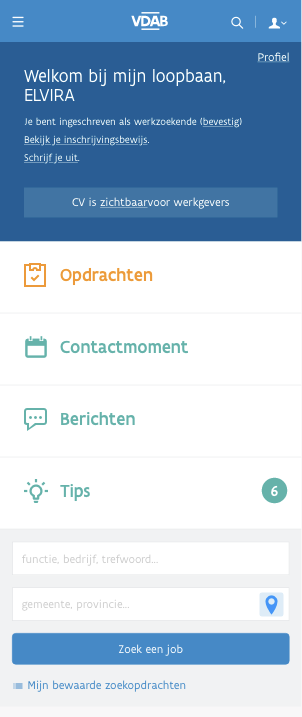 VDAB
Profiel
Welkom bij mijn loopbaan,
ELVIRA
Je bent ingeschreven als werkzoekende (bevestig)
Bekijk je inschrijvingsbewijs.
Schrijf je uit.
CV is zichtbaarvoor werkgevers
Opdrachten
Contactmoment
Berichten
Tips
6
functie, bedrijf, trefwoord...
gemeente, provincie...
Zoek een job
Mijn bewaarde zoekopdrachten